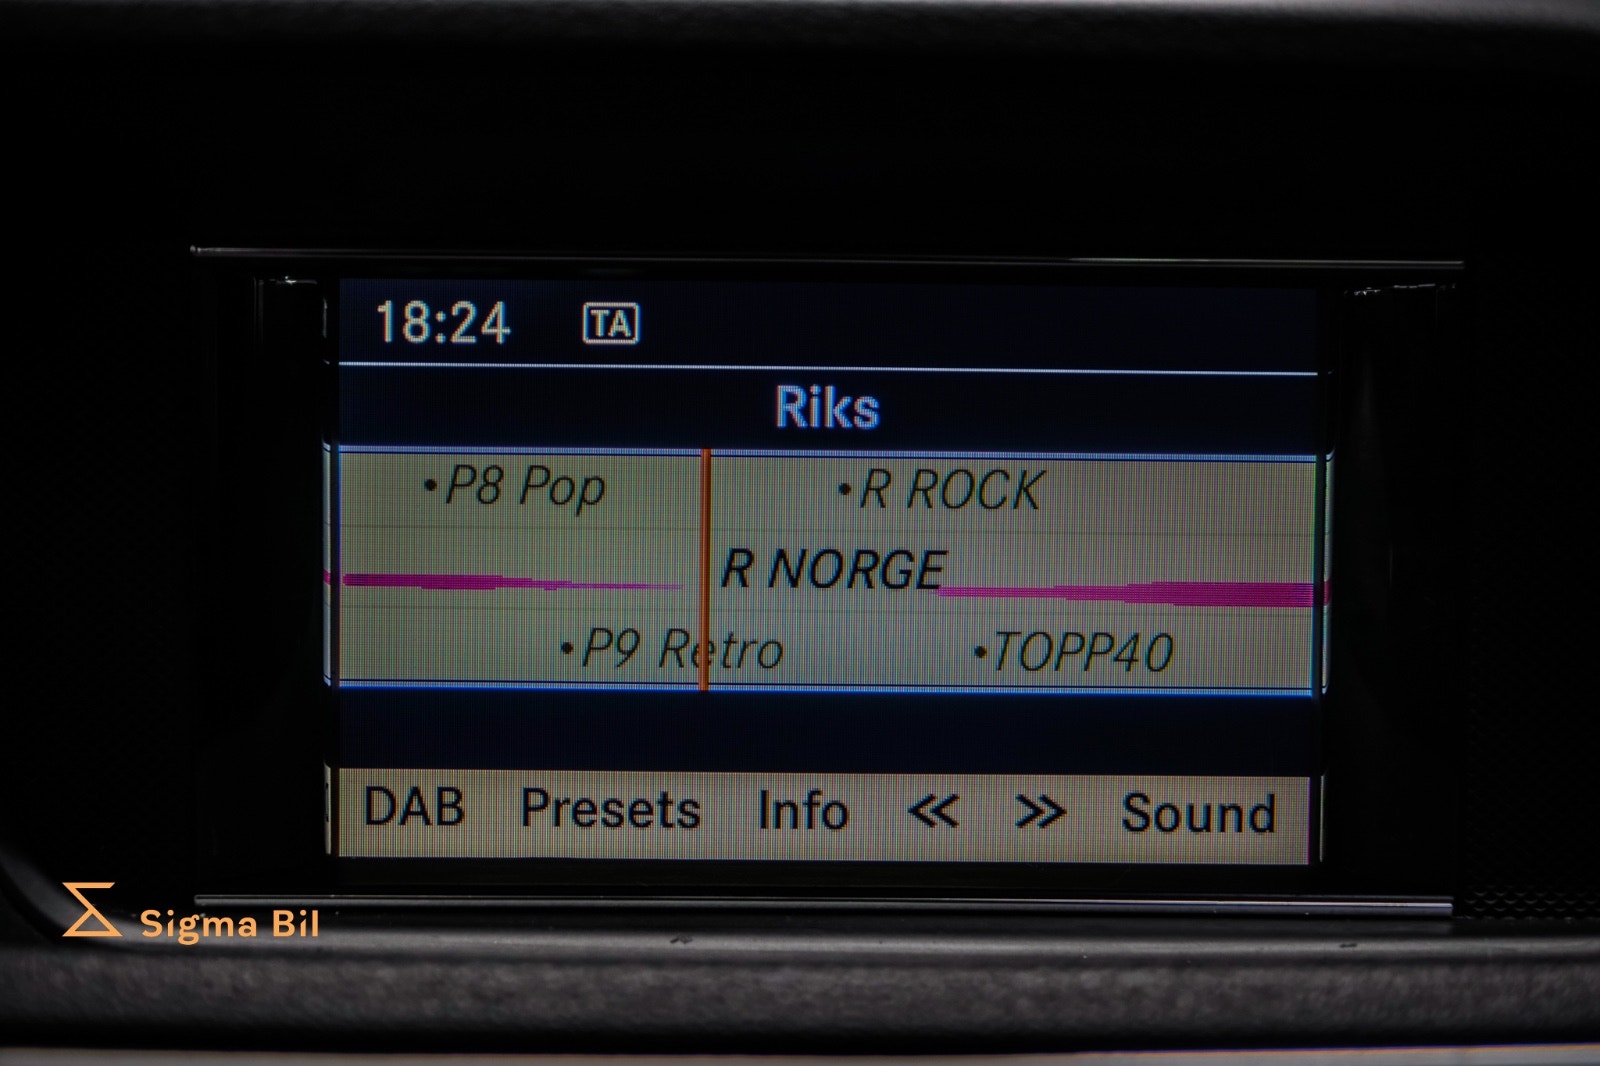 18:24 TA
Riks
•P8 Pop •R ROCK
R NORGE
•P9 Retro •TOPP40
DAB Presets Info << >> Sound
Sigma Bil